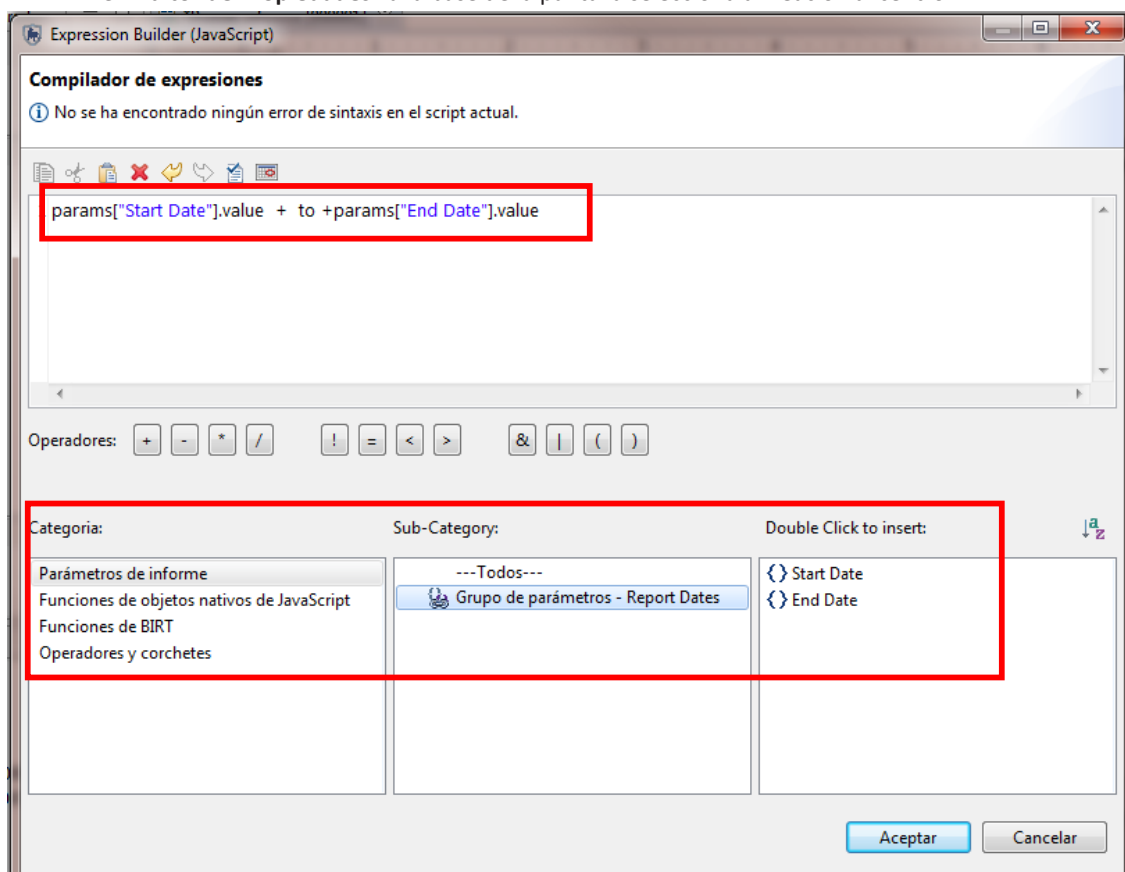 Expression Builder (JavaScript)
Compilador de expresiones
No se ha encontrado ningún error de sintaxis en el script actual.
params["Start Date"].value + to +params["End Date"].value
Operadores: + - * / ! = < > & | ( )
Categoria: Sub-Category: Double Click to insert:
Parámetros de informe ---Todos--- {} Start Date
Funciones de objetos nativos de JavaScript Grupo de parámetros - Report Dates {} End Date
Funciones de BIRT
Operadores y corchetes
Aceptar Cancelar